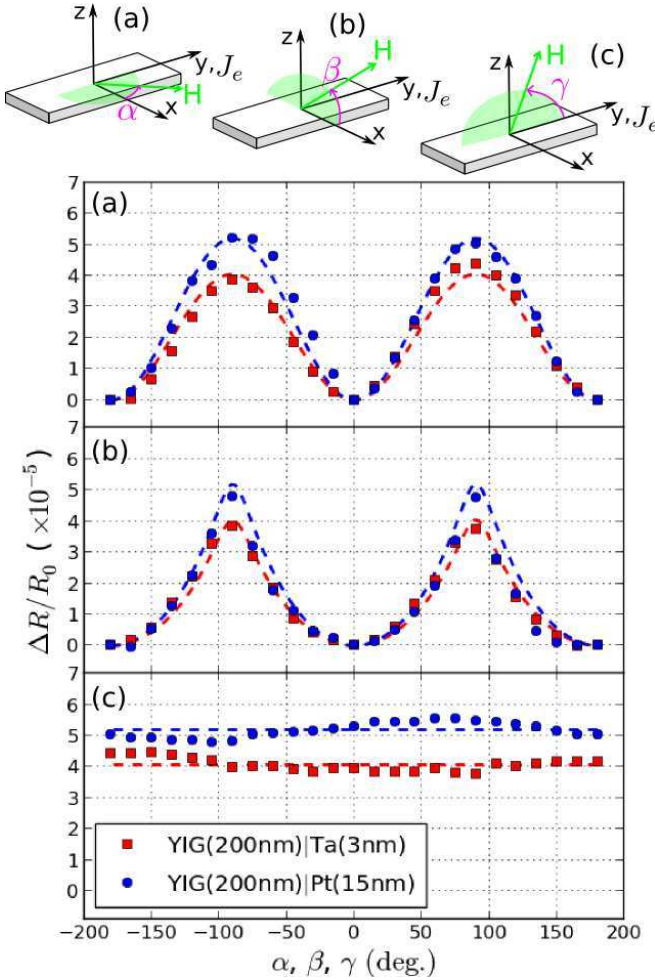 (a)
z
y, J_e
H
α
x
(b)
z
β
H
y, J_e
x
(c)
z
H
γ
y, J_e
x
(a)
7
6
5
4
3
2
1
0
(b)
7
6
5
4
3
2
1
0
(c)
7
6
5
4
3
2
1
0
ΔR/R_0 (×10^{-5})
YIG(200nm)|Ta(3nm)
YIG(200nm)|Pt(15nm)
−200 −150 −100 −50 0 50 100 150 200
α, β, γ (deg.)